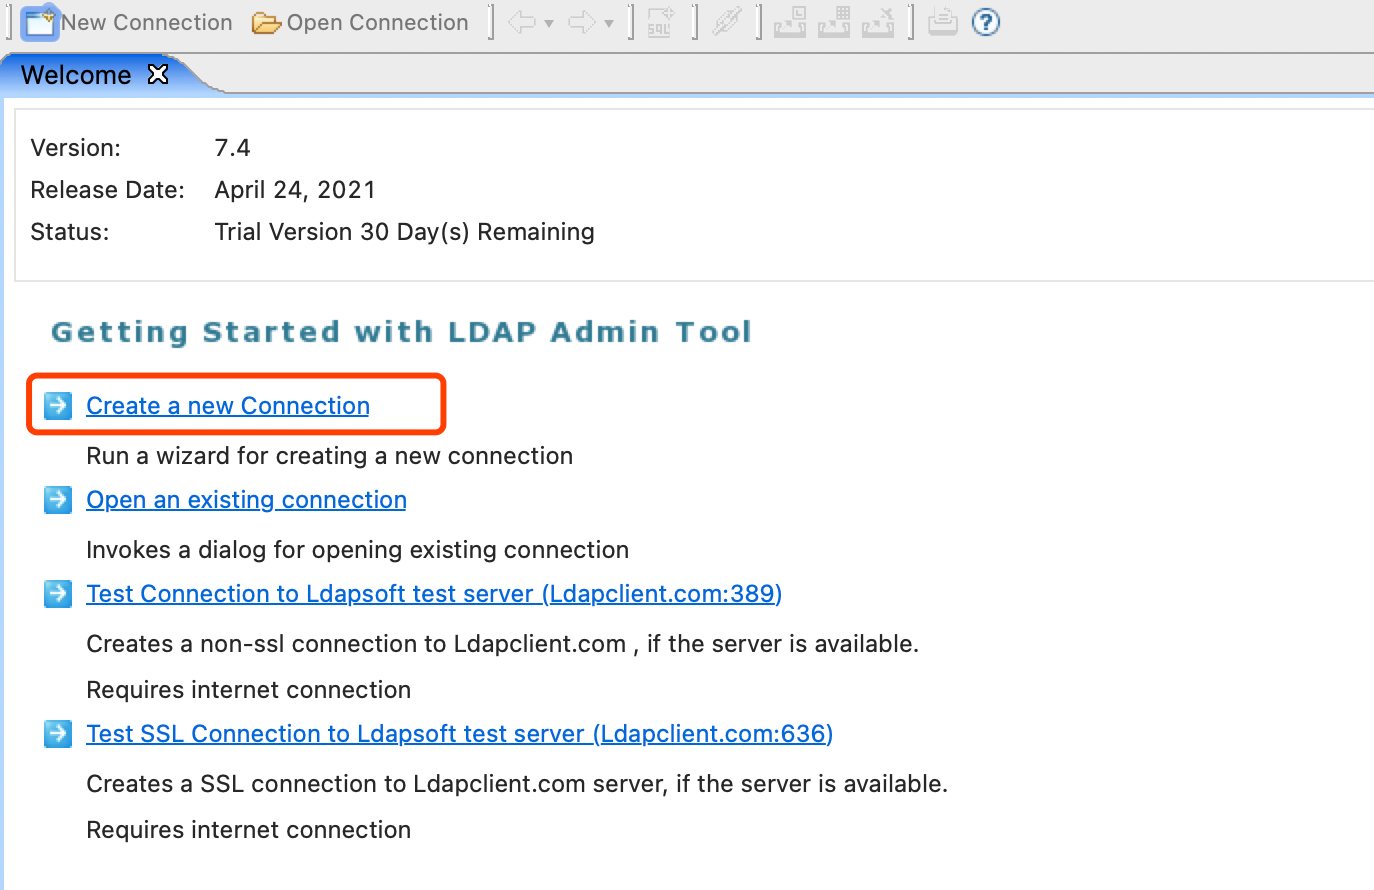 New Connection Open Connection SQL
Welcome
Version: 7.4
Release Date: April 24, 2021
Status: Trial Version 30 Day(s) Remaining
Getting Started with LDAP Admin Tool
Create a new Connection
Run a wizard for creating a new connection
Open an existing connection
Invokes a dialog for opening existing connection
Test Connection to Ldapsoft test server (Ldapclient.com:389)
Creates a non-ssl connection to Ldapclient.com , if the server is available.
Requires internet connection
Test SSL Connection to Ldapsoft test server (Ldapclient.com:636)
Creates a SSL connection to Ldapclient.com server, if the server is available.
Requires internet connection